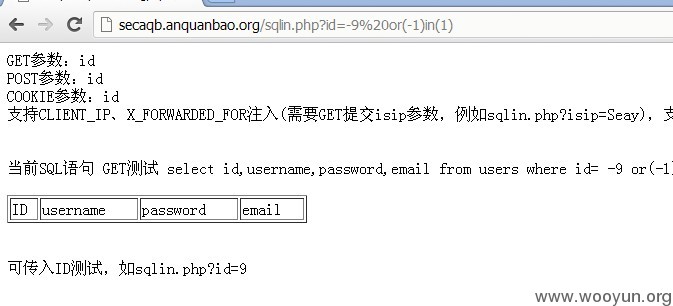 secaqb.anquanbao.org/sqlin.php?id=-9%20or(-1)in(1)
GET参数：id
POST参数：id
COOKIE参数：id
支持CLIENT_IP、X_FORWARDED_FOR注入(需要GET提交isip参数，例如sqlin.php?isip=Seay)，支
当前SQL语句 GET测试 select id,username,password,email from users where id= -9 or(-1)
ID username password email
可传入ID测试，如sqlin.php?id=9
www.wooyun.org